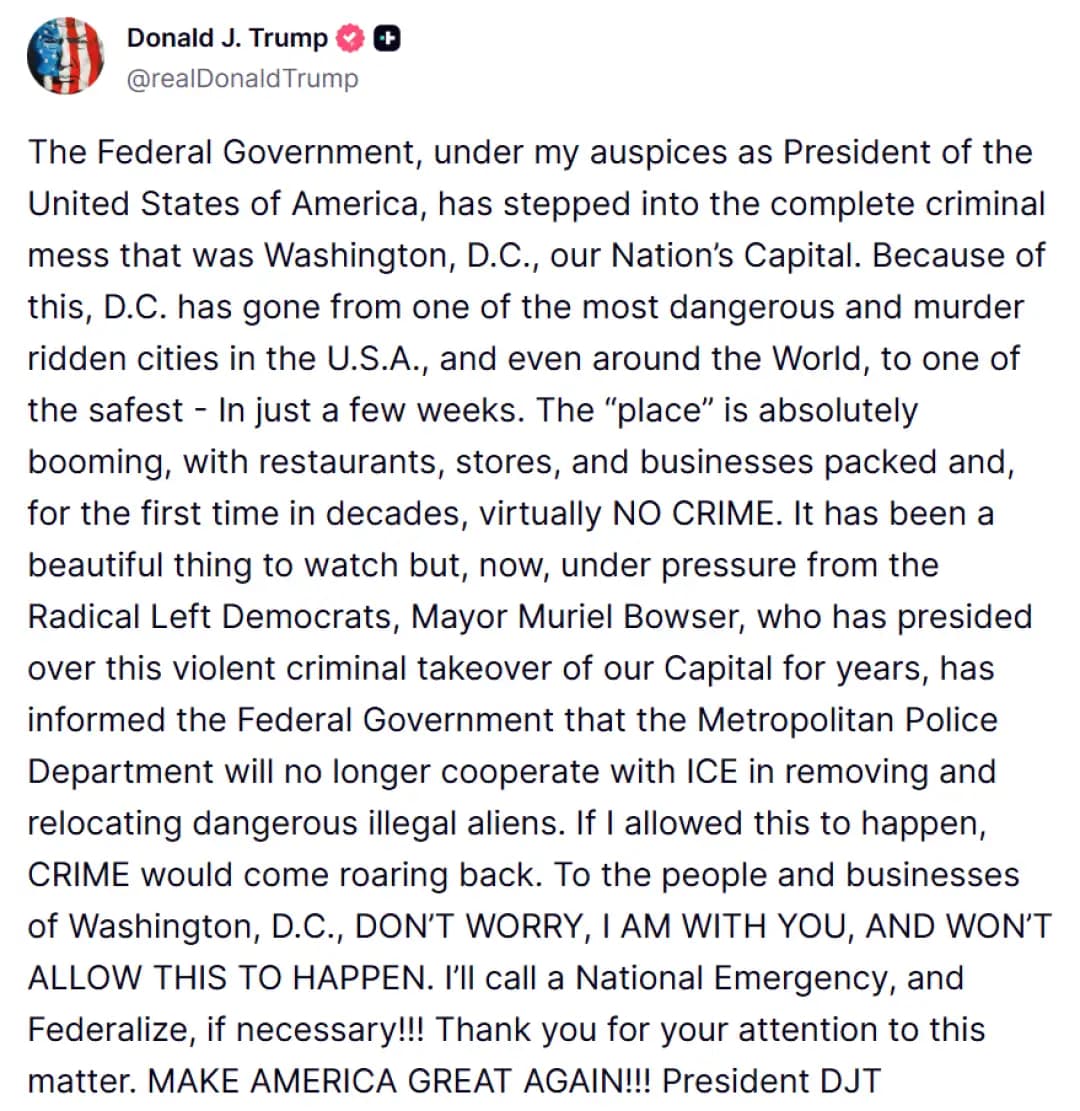 Donald J. Trump
@realDonaldTrump
The Federal Government, under my auspices as President of the
United States of America, has stepped into the complete criminal
mess that was Washington, D.C., our Nation’s Capital. Because of
this, D.C. has gone from one of the most dangerous and murder
ridden cities in the U.S.A., and even around the World, to one of
the safest - In just a few weeks. The “place” is absolutely
booming, with restaurants, stores, and businesses packed and,
for the first time in decades, virtually NO CRIME. It has been a
beautiful thing to watch but, now, under pressure from the
Radical Left Democrats, Mayor Muriel Bowser, who has presided
over this violent criminal takeover of our Capital for years, has
informed the Federal Government that the Metropolitan Police
Department will no longer cooperate with ICE in removing and
relocating dangerous illegal aliens. If I allowed this to happen,
CRIME would come roaring back. To the people and businesses
of Washington, D.C., DON’T WORRY, I AM WITH YOU, AND WON’T
ALLOW THIS TO HAPPEN. I’ll call a National Emergency, and
Federalize, if necessary!!! Thank you for your attention to this
matter. MAKE AMERICA GREAT AGAIN!!! President DJT